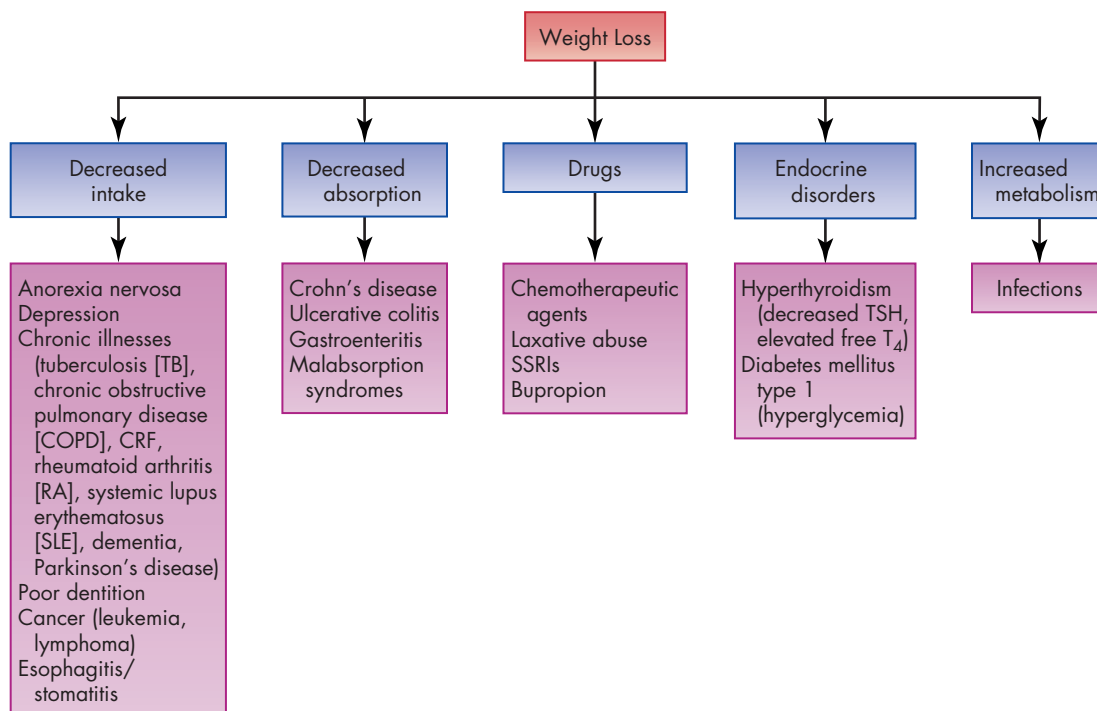 Weight Loss
Decreased
intake
Decreased
absorption
Drugs
Endocrine
disorders
Increased
metabolism
Anorexia nervosa
Depression
Chronic illnesses
(tuberculosis [TB],
chronic obstructive
pulmonary disease
[COPD], CRF,
rheumatoid arthritis
[RA], systemic lupus
erythematosus
[SLE], dementia,
Parkinson's disease)
Poor dentition
Cancer (leukemia,
lymphoma)
Esophagitis/
stomatitis
Crohn's disease
Ulcerative colitis
Gastroenteritis
Malabsorption
syndromes
Chemotherapeutic
agents
Laxative abuse
SSRIs
Bupropion
Hyperthyroidism
(decreased TSH,
elevated free T₄)
Diabetes mellitus
type 1
(hyperglycemia)
Infections